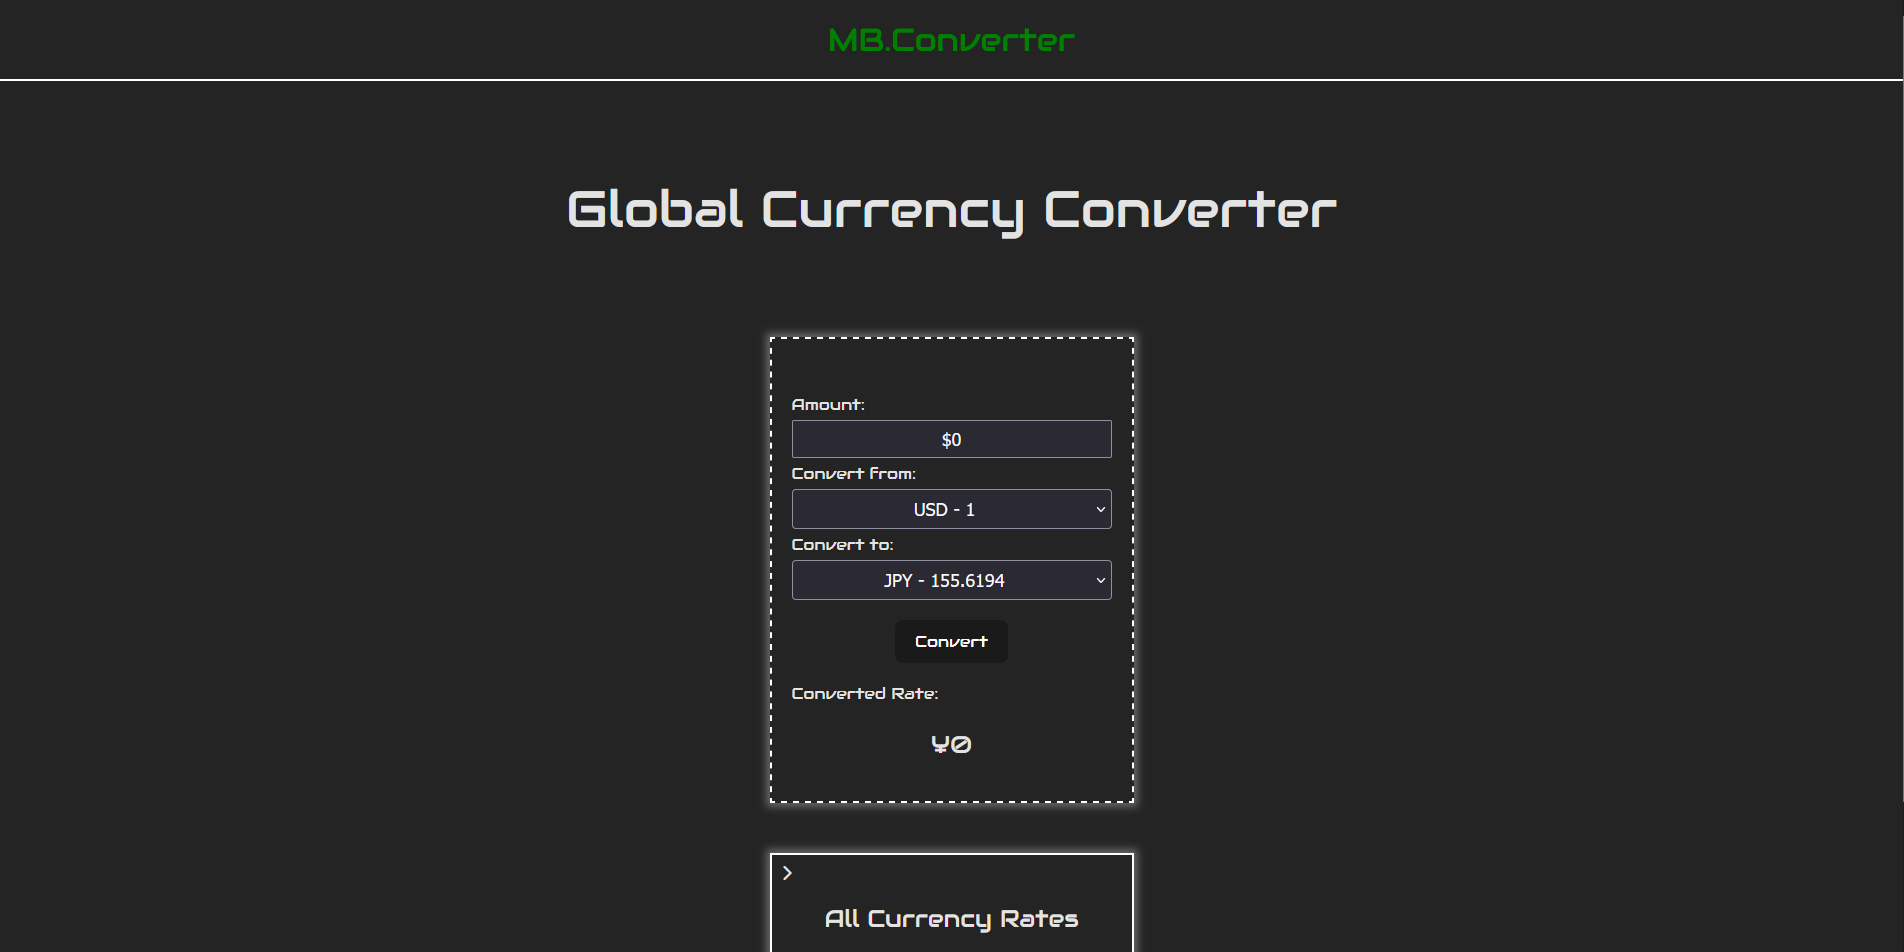 MB.Converter
Global Currency Converter
Amount:
$0
Convert from:
USD - 1
Convert to:
JPY - 155.6194
Convert
Converted Rate:
¥0
All Currency Rates